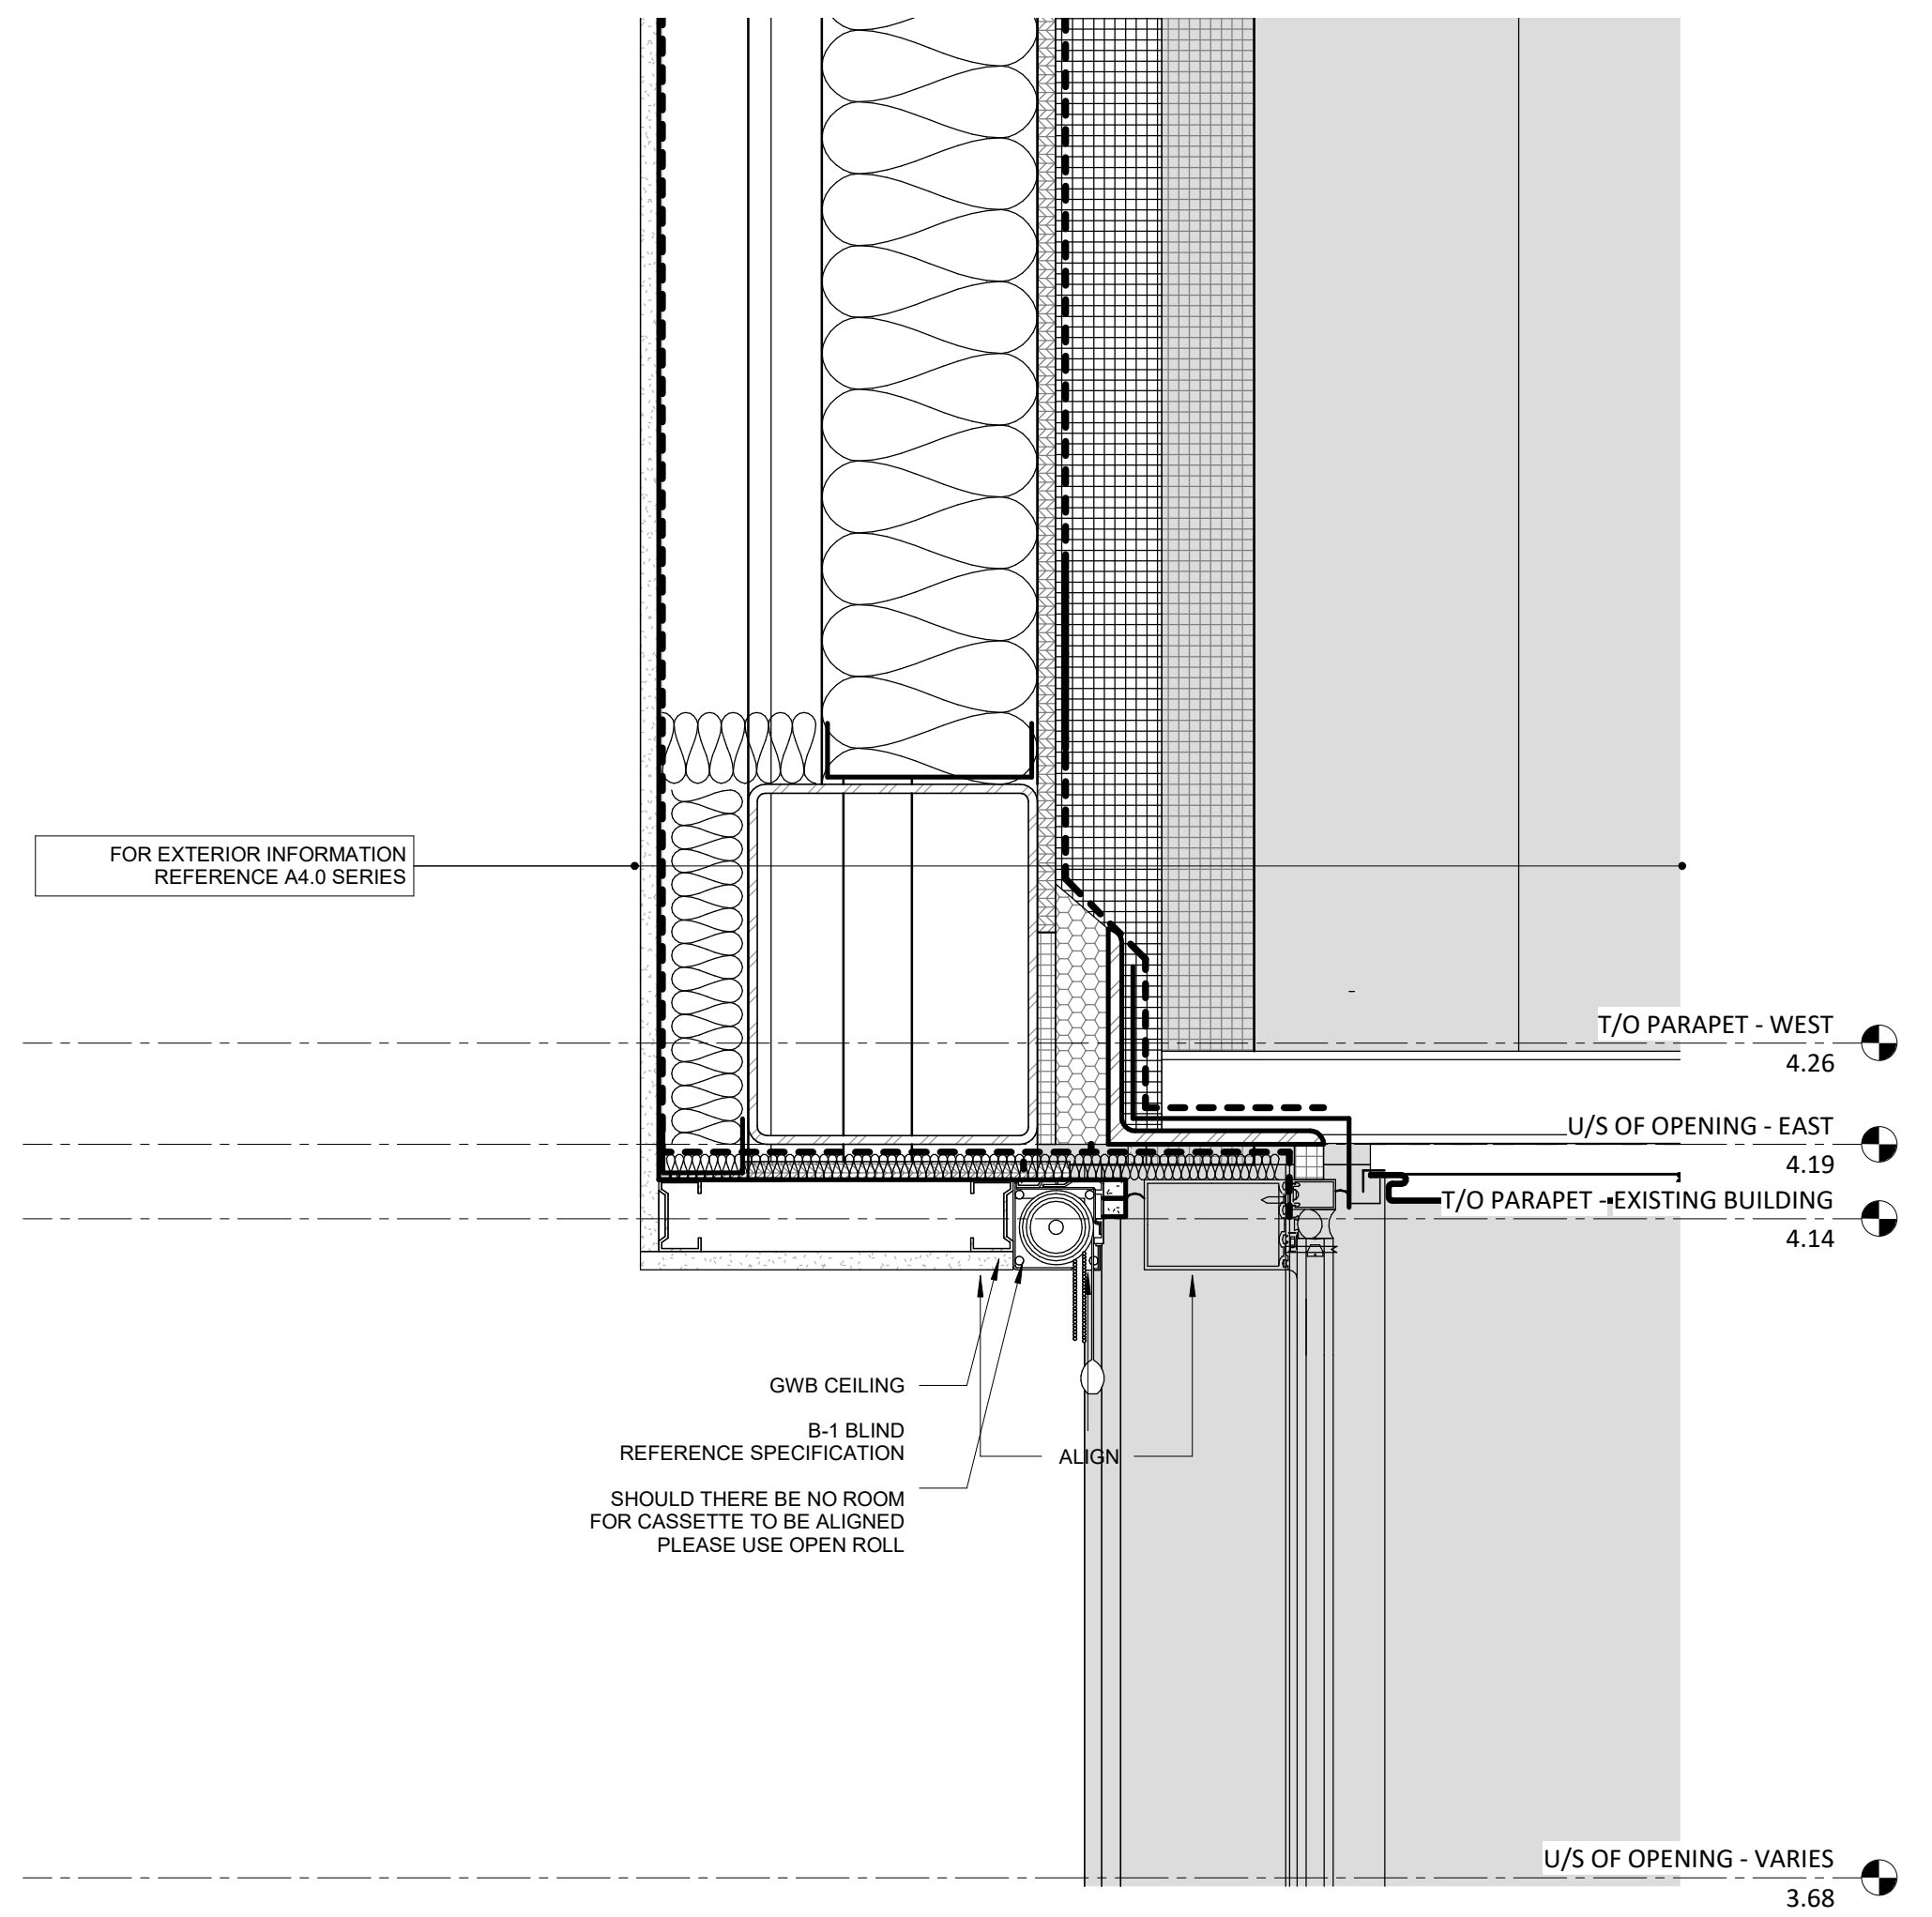 FOR EXTERIOR INFORMATION
REFERENCE A4.0 SERIES
T/O PARAPET - WEST
4.26
U/S OF OPENING - EAST
4.19
T/O PARAPET - EXISTING BUILDING
4.14
GWB CEILING
B-1 BLIND
REFERENCE SPECIFICATION
ALIGN
SHOULD THERE BE NO ROOM
FOR CASSETTE TO BE ALIGNED
PLEASE USE OPEN ROLL
U/S OF OPENING - VARIES
3.68